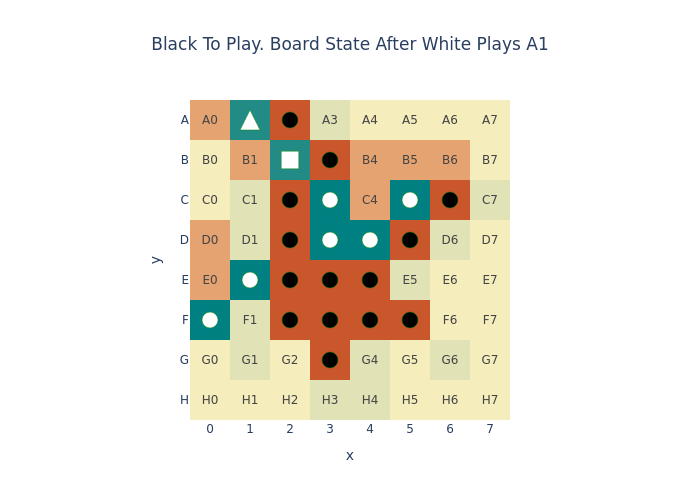 Black To Play. Board State After White Plays A1
A A0 A3 A4 A5 A6 A7
B B0 B1 B4 B5 B6 B7
C C0 C1 C4 C7
D D0 D1 D6 D7
E E0 E5 E6 E7
F F1 F6 F7
G G0 G1 G2 G4 G5 G6 G7
H H0 H1 H2 H3 H4 H5 H6 H7
0 1 2 3 4 5 6 7
x
y